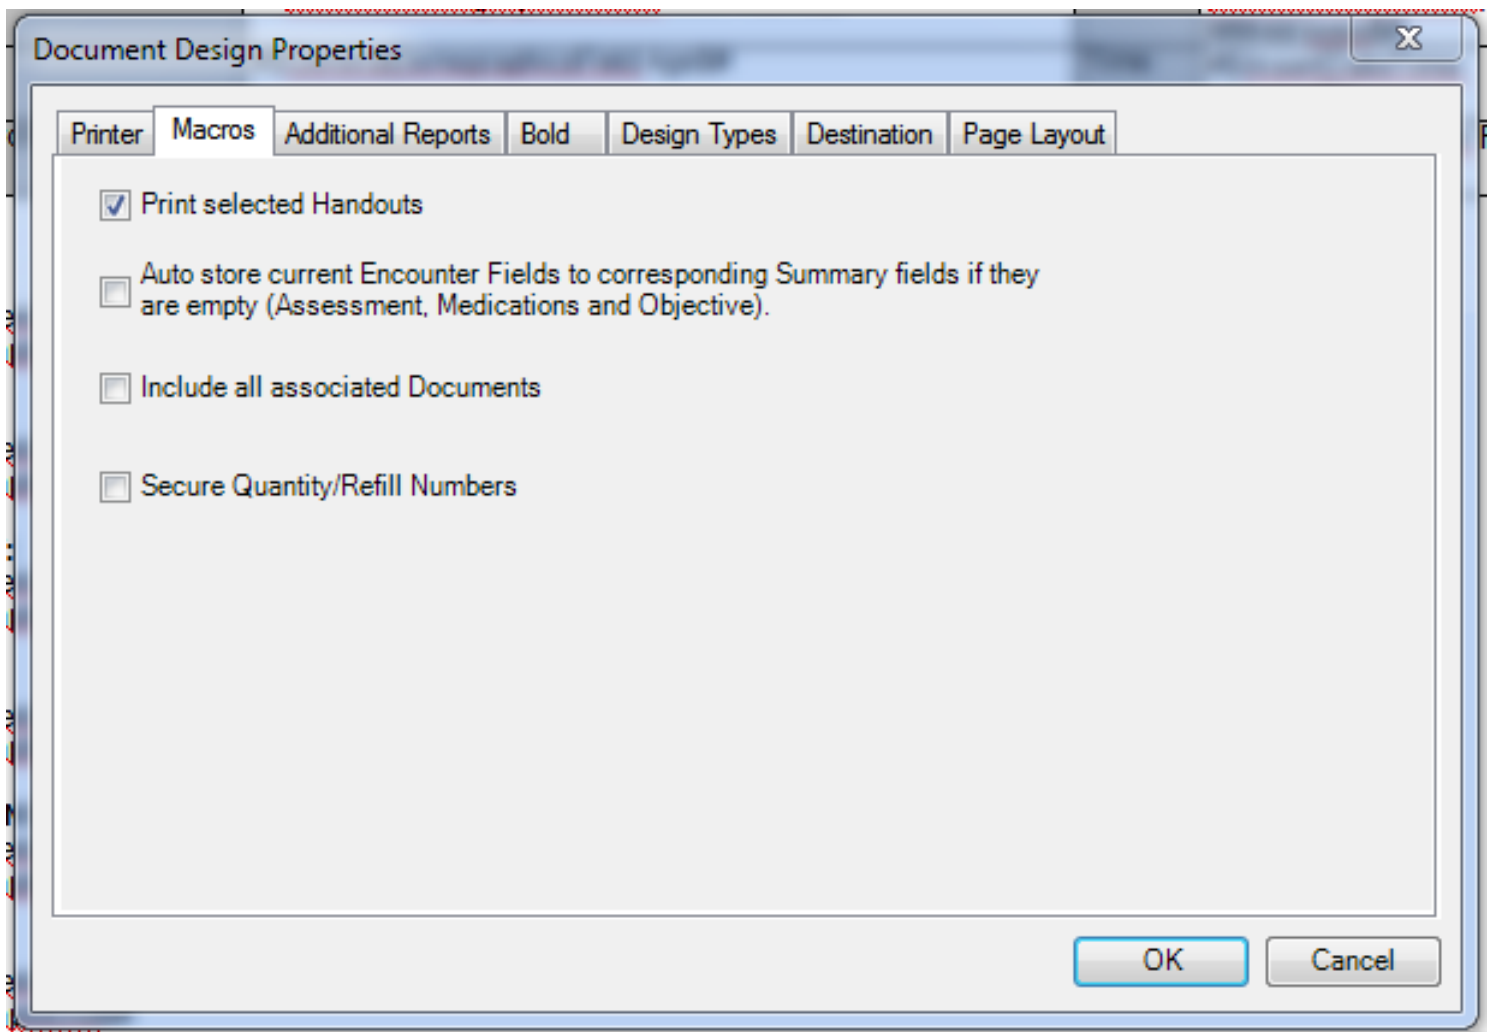 Document Design Properties
Printer Macros Additional Reports Bold Design Types Destination Page Layout
Print selected Handouts
Auto store current Encounter Fields to corresponding Summary fields if they
are empty (Assessment, Medications and Objective).
Include all associated Documents
Secure Quantity/Refill Numbers
OK Cancel